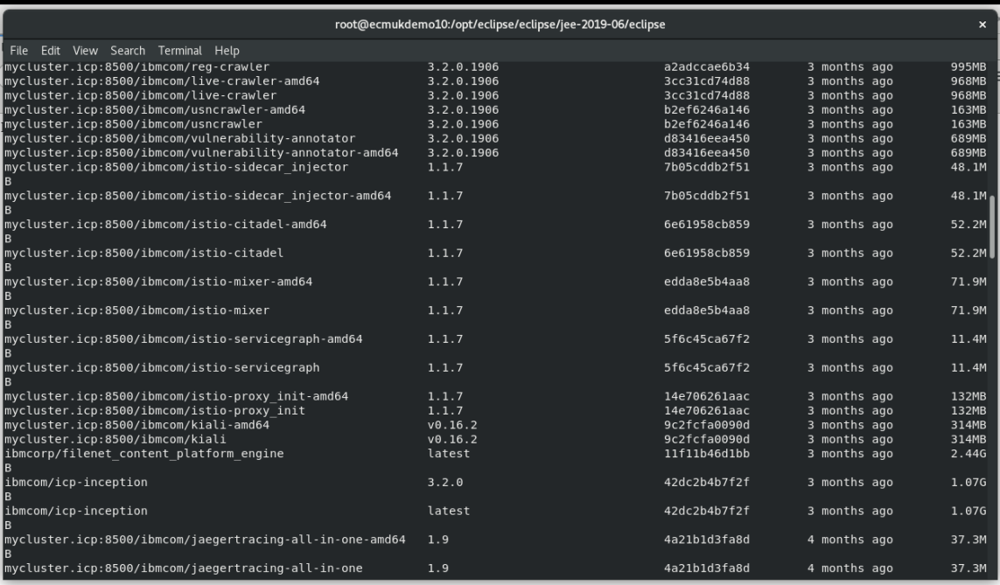 root@ecmukdemo10:/opt/eclipse/eclipse/jee-2019-06/eclipse ×
File Edit View Search Terminal Help
mycluster.icp:8500/ibmcom/reg-crawler 3.2.0.1906 a2adccae6b34 3 months ago 995MB
mycluster.icp:8500/ibmcom/live-crawler-amd64 3.2.0.1906 3cc31cd74d88 3 months ago 968MB
mycluster.icp:8500/ibmcom/live-crawler 3.2.0.1906 3cc31cd74d88 3 months ago 968MB
mycluster.icp:8500/ibmcom/usncrawler-amd64 3.2.0.1906 b2ef6246a146 3 months ago 163MB
mycluster.icp:8500/ibmcom/usncrawler 3.2.0.1906 b2ef6246a146 3 months ago 163MB
mycluster.icp:8500/ibmcom/vulnerability-annotator 3.2.0.1906 d83416eea450 3 months ago 689MB
mycluster.icp:8500/ibmcom/vulnerability-annotator-amd64 3.2.0.1906 d83416eea450 3 months ago 689MB
mycluster.icp:8500/ibmcom/istio-sidecar_injector 1.1.7 7b05cddb2f51 3 months ago 48.1M
B
mycluster.icp:8500/ibmcom/istio-sidecar_injector-amd64 1.1.7 7b05cddb2f51 3 months ago 48.1M
B
mycluster.icp:8500/ibmcom/istio-citadel-amd64 1.1.7 6e61958cb859 3 months ago 52.2M
B
mycluster.icp:8500/ibmcom/istio-citadel 1.1.7 6e61958cb859 3 months ago 52.2M
B
mycluster.icp:8500/ibmcom/istio-mixer-amd64 1.1.7 edda8e5b4aa8 3 months ago 71.9M
B
mycluster.icp:8500/ibmcom/istio-mixer 1.1.7 edda8e5b4aa8 3 months ago 71.9M
B
mycluster.icp:8500/ibmcom/istio-servicegraph-amd64 1.1.7 5f6c45ca67f2 3 months ago 11.4M
B
mycluster.icp:8500/ibmcom/istio-servicegraph 1.1.7 5f6c45ca67f2 3 months ago 11.4M
B
mycluster.icp:8500/ibmcom/istio-proxy_init-amd64 1.1.7 14e706261aac 3 months ago 132MB
mycluster.icp:8500/ibmcom/istio-proxy_init 1.1.7 14e706261aac 3 months ago 132MB
mycluster.icp:8500/ibmcom/kiali-amd64 v0.16.2 9c2fcfa0090d 3 months ago 314MB
mycluster.icp:8500/ibmcom/kiali v0.16.2 9c2fcfa0090d 3 months ago 314MB
ibmcorp/filenet_content_platform_engine latest 11f11b46d1bb 3 months ago 2.44G
B
ibmcom/icp-inception 3.2.0 42dc2b4b7f2f 3 months ago 1.07G
B
ibmcom/icp-inception latest 42dc2b4b7f2f 3 months ago 1.07G
B
mycluster.icp:8500/ibmcom/jaegertracing-all-in-one-amd64 1.9 4a21b1d3fa8d 4 months ago 37.3M
B
mycluster.icp:8500/ibmcom/jaegertracing-all-in-one 1.9 4a21b1d3fa8d 4 months ago 37.3M